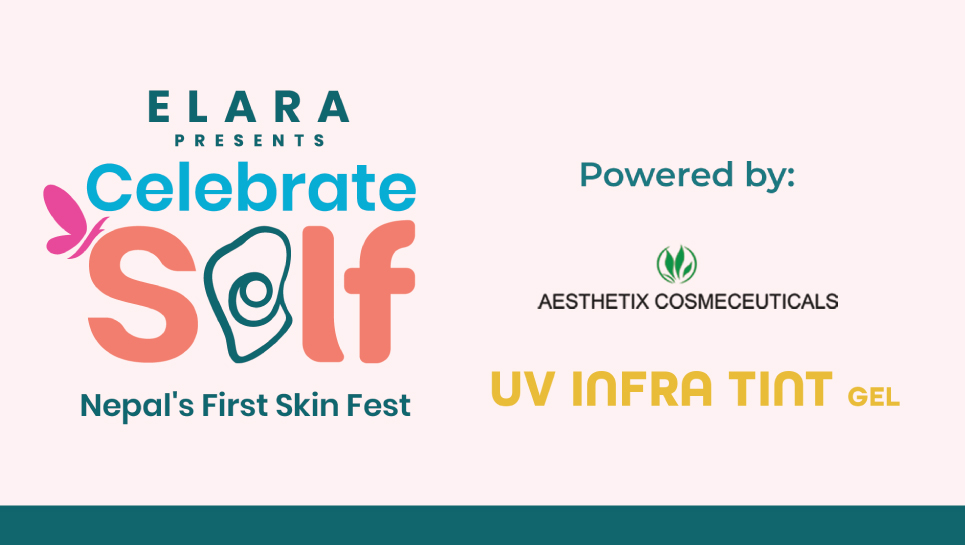 ELARA
PRESENTS
Celebrate
Self
Nepal's First Skin Fest
Powered by:
AESTHETIX COSMECEUTICALS
UV INFRA TINT GEL